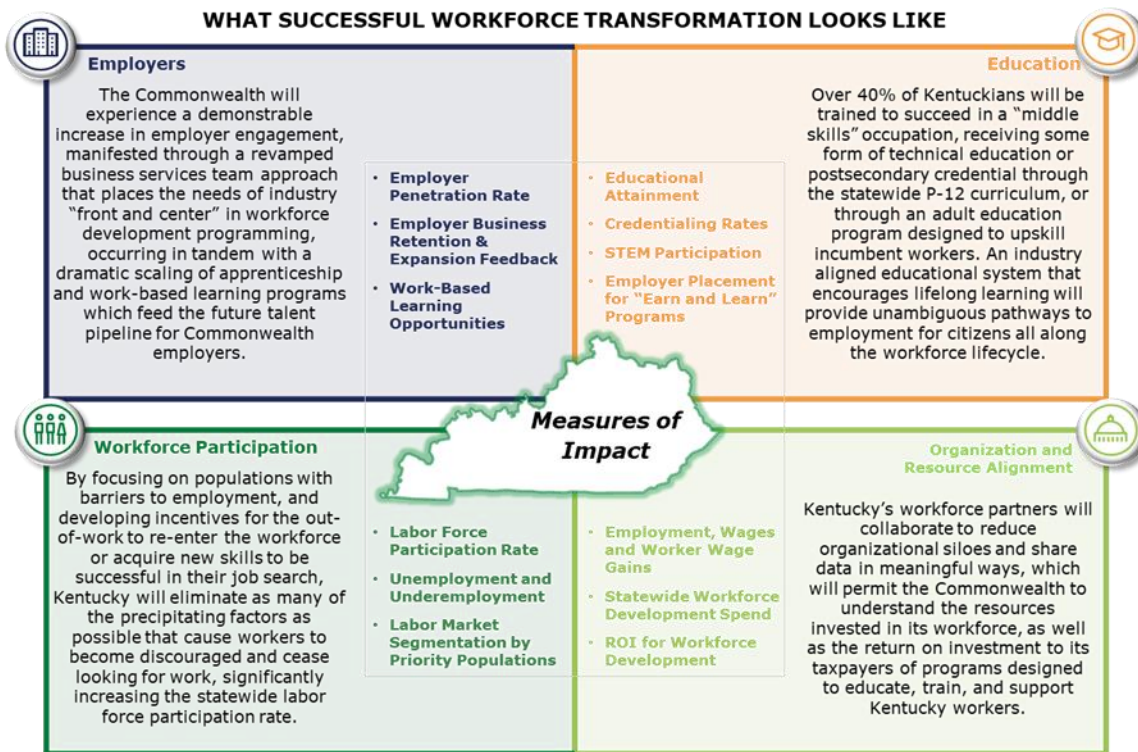 WHAT SUCCESSFUL WORKFORCE TRANSFORMATION LOOKS LIKE
Employers
The Commonwealth will
experience a demonstrable
increase in employer engagement,
manifested through a revamped
business services team approach
that places the needs of industry
“front and center” in workforce
development programming,
occurring in tandem with a
dramatic scaling of apprenticeship
and work-based learning programs
which feed the future talent
pipeline for Commonwealth
employers.
• Employer
Penetration Rate
• Employer Business
Retention &
Expansion Feedback
• Work-Based
Learning
Opportunities
Education
• Educational
Attainment
• Credentialing Rates
• STEM Participation
• Employer Placement
for “Earn and Learn”
Programs
Over 40% of Kentuckians will be
trained to succeed in a “middle
skills” occupation, receiving some
form of technical education or
postsecondary credential through
the statewide P-12 curriculum, or
through an adult education
program designed to upskill
incumbent workers. An industry
aligned educational system that
encourages lifelong learning will
provide unambiguous pathways to
employment for citizens all along
the workforce lifecycle.
Measures of
Impact
Workforce Participation
By focusing on populations with
barriers to employment, and
developing incentives for the out-
of-work to re-enter the workforce
or acquire new skills to be
successful in their job search,
Kentucky will eliminate as many of
the precipitating factors as
possible that cause workers to
become discouraged and cease
looking for work, significantly
increasing the statewide labor
force participation rate.
• Labor Force
Participation Rate
• Unemployment and
Underemployment
• Labor Market
Segmentation by
Priority Populations
Organization and
Resource Alignment
• Employment, Wages
and Worker Wage
Gains
• Statewide Workforce
Development Spend
• ROI for Workforce
Development
Kentucky’s workforce partners will
collaborate to reduce
organizational siloes and share
data in meaningful ways, which
will permit the Commonwealth to
understand the resources
invested in its workforce, as well
as the return on investment to its
taxpayers of programs designed
to educate, train, and support
Kentucky workers.